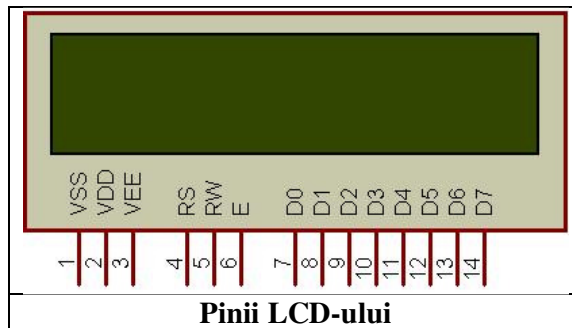 VSS VDD VEE RS RW E D0 D1 D2 D3 D4 D5 D6 D7
1 2 3 4 5 6 7 8 9 10 11 12 13 14
Pinii LCD-ului